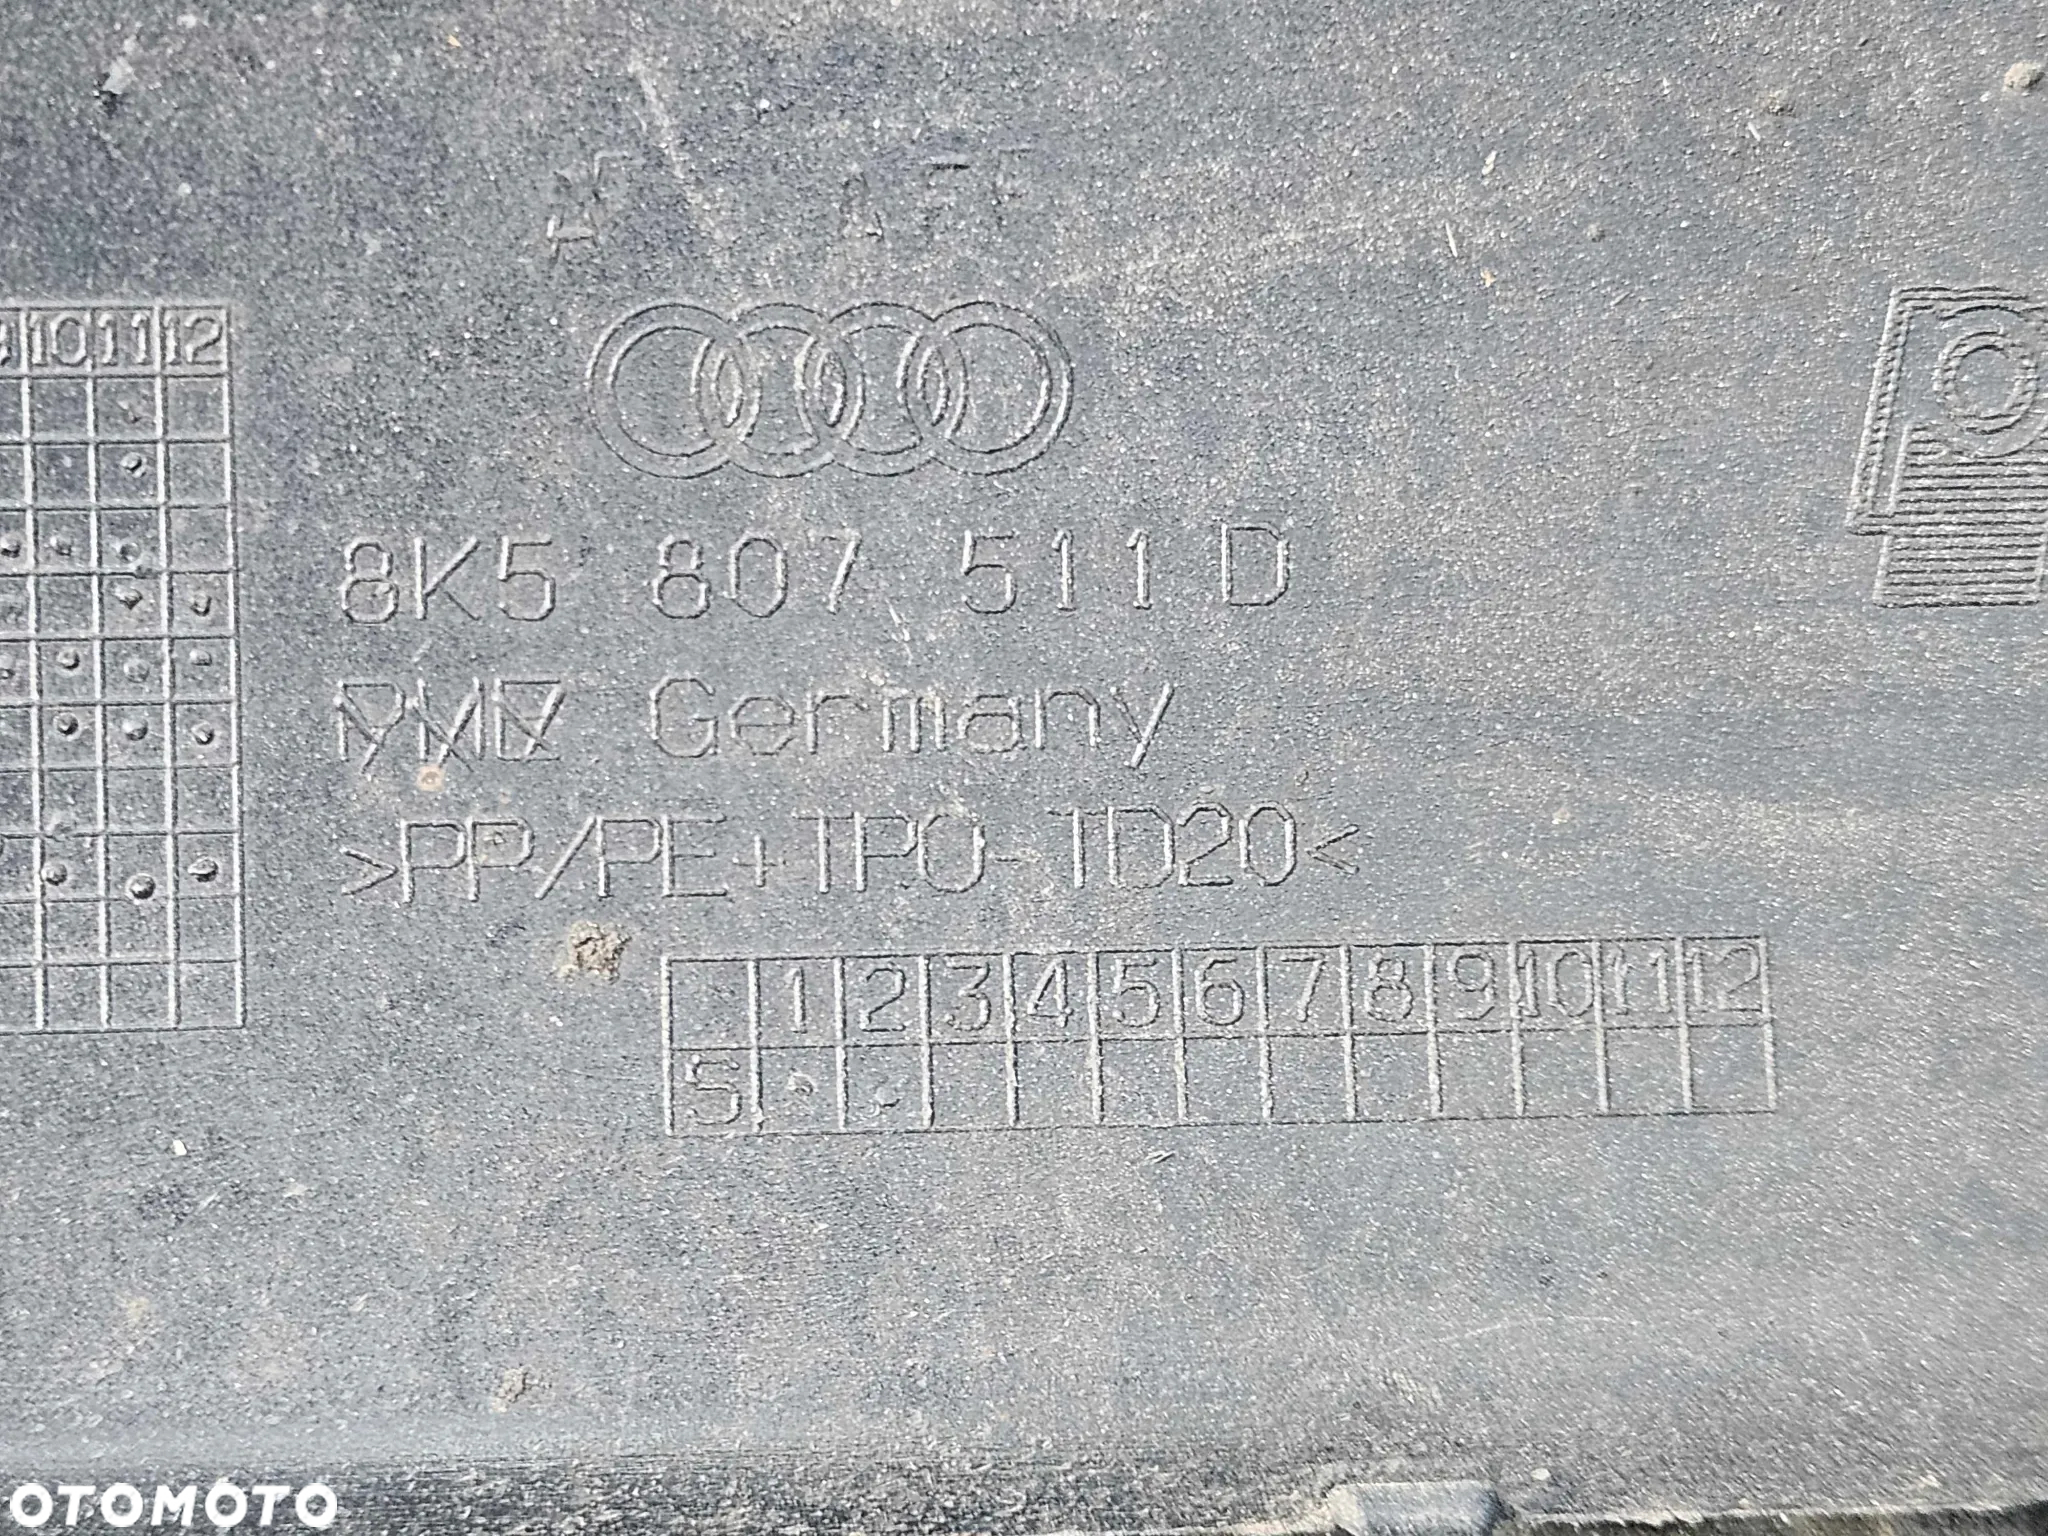 10 11 12
8K5 807 511 D
Germany
>PP/PE+TPO-TD20<
1 2 3 4 5 6 7 8 9 10 11 12
5
OTOMOTO